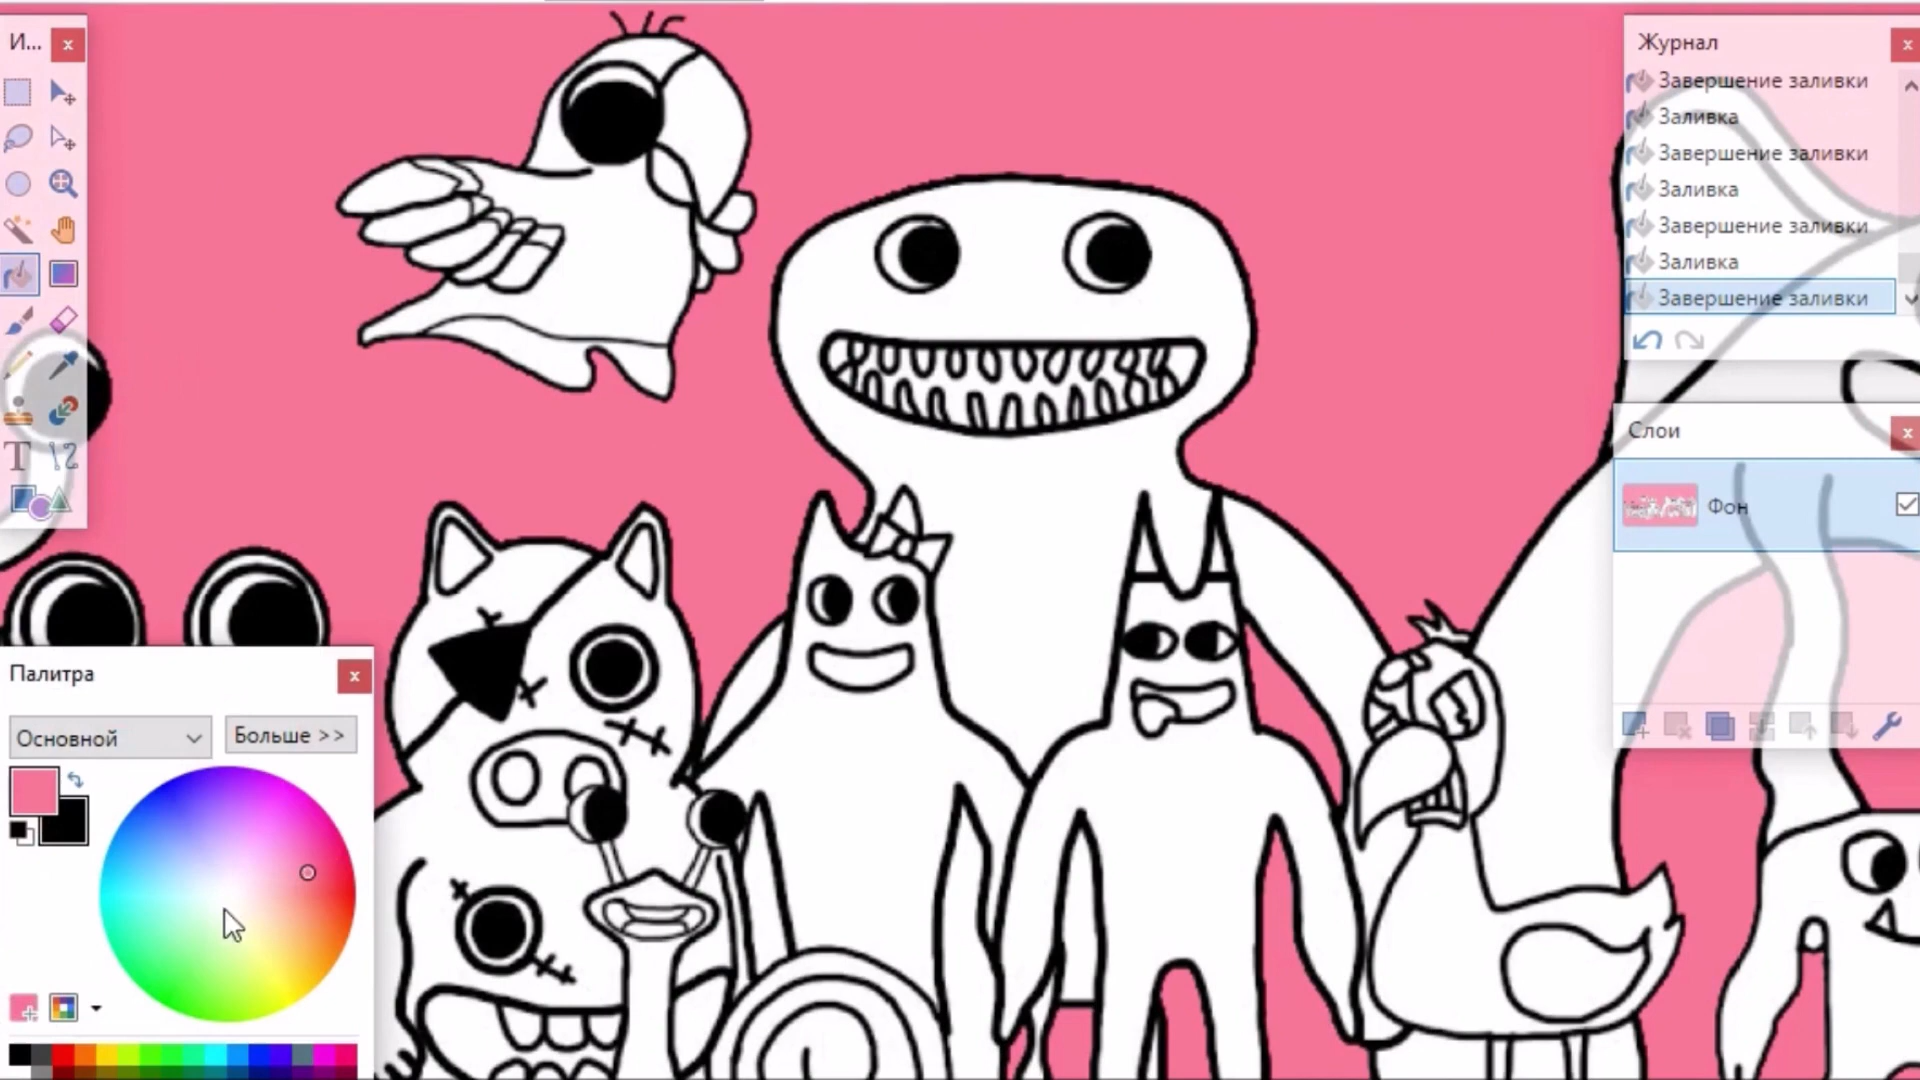 И...
Журнал
Завершение заливки
Заливка
Завершение заливки
Заливка
Завершение заливки
Заливка
Завершение заливки
Слои
Фон
Палитра
Основной
Больше >>